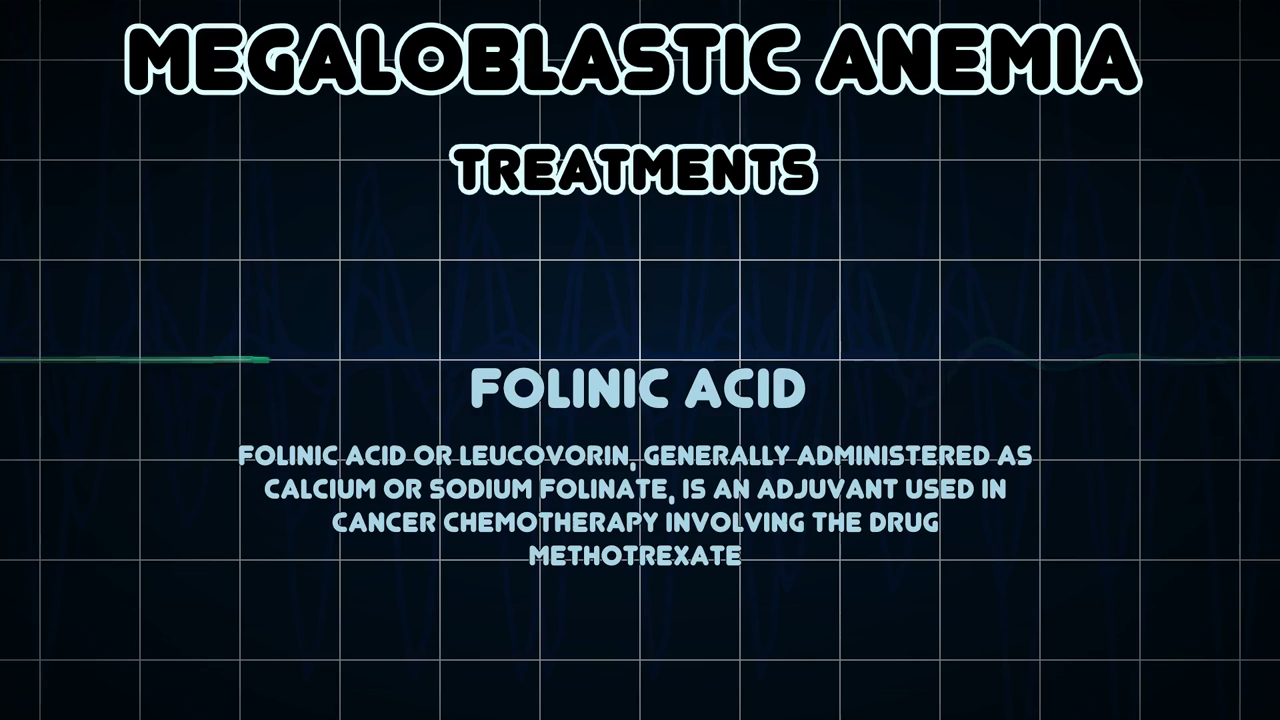 MEGALOBLASTIC ANEMIA
TREATMENTS
FOLINIC ACID
FOLINIC ACID OR LEUCOVORIN, GENERALLY ADMINISTERED AS
CALCIUM OR SODIUM FOLINATE, IS AN ADJUVANT USED IN
CANCER CHEMOTHERAPY INVOLVING THE DRUG
METHOTREXATE